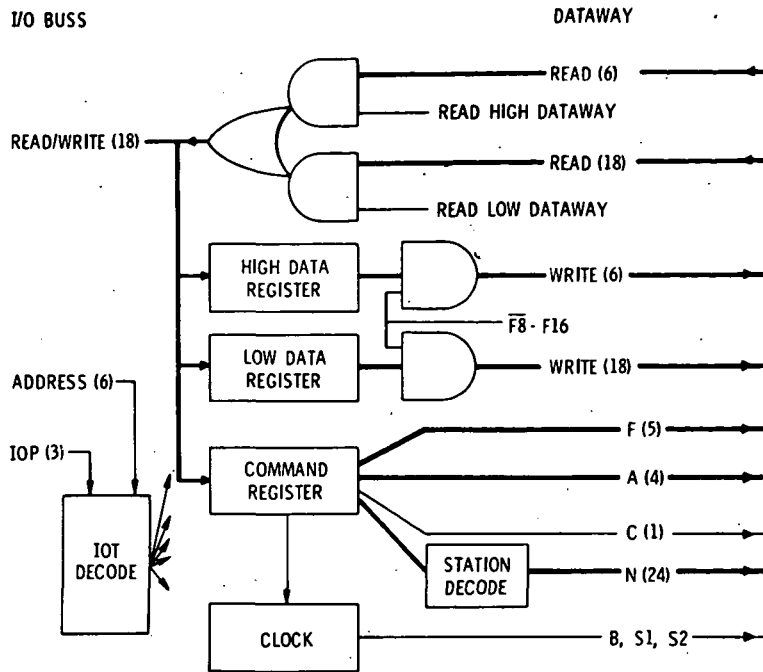 I/O BUSS
DATAWAY
READ (6)
READ HIGH DATAWAY
READ/WRITE (18)
READ (18)
READ LOW DATAWAY
HIGH DATA
REGISTER
WRITE (6)
F8 - F16
LOW DATA
REGISTER
WRITE (18)
ADDRESS (6)
F (5)
IOP (3)
COMMAND
REGISTER
A (4)
C (1)
IOT
DECODE
STATION
DECODE
N (24)
CLOCK
B, S1, S2